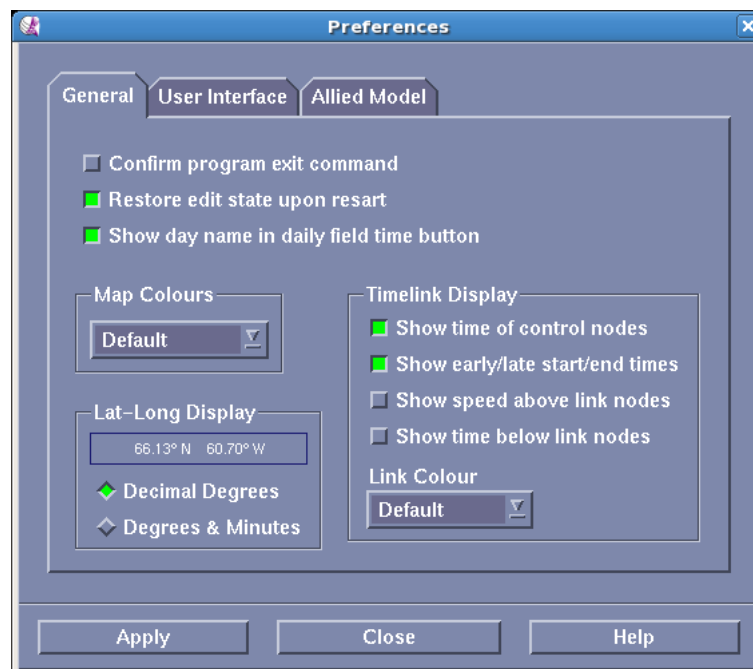 Preferences
General
User Interface
Allied Model
Confirm program exit command
Restore edit state upon resart
Show day name in daily field time button
Map Colours
Default
Lat-Long Display
66.13° N 60.70° W
Decimal Degrees
Degrees & Minutes
Timelink Display
Show time of control nodes
Show early/late start/end times
Show speed above link nodes
Show time below link nodes
Link Colour
Default
Apply
Close
Help